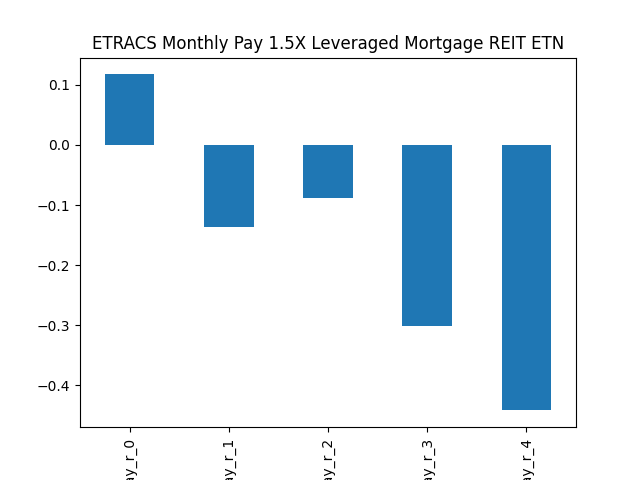 ETRACS Monthly Pay 1.5X Leveraged Mortgage REIT ETN
0.1
0.0
−0.1
−0.2
−0.3
−0.4
ay_r_0
ay_r_1
ay_r_2
ay_r_3
ay_r_4